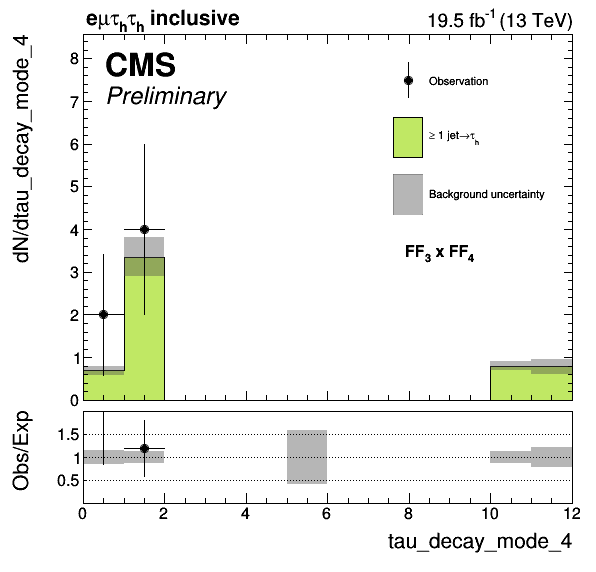 eμτhτh inclusive
19.5 fb-1 (13 TeV)
CMS
Preliminary
Observation
≥ 1 jet→τh
Background uncertainty
FF3 x FF4
dN/dtau_decay_mode_4
8
7
6
5
4
3
2
1
0
Obs/Exp
1.5
1
0.5
0 2 4 6 8 10 12
tau_decay_mode_4